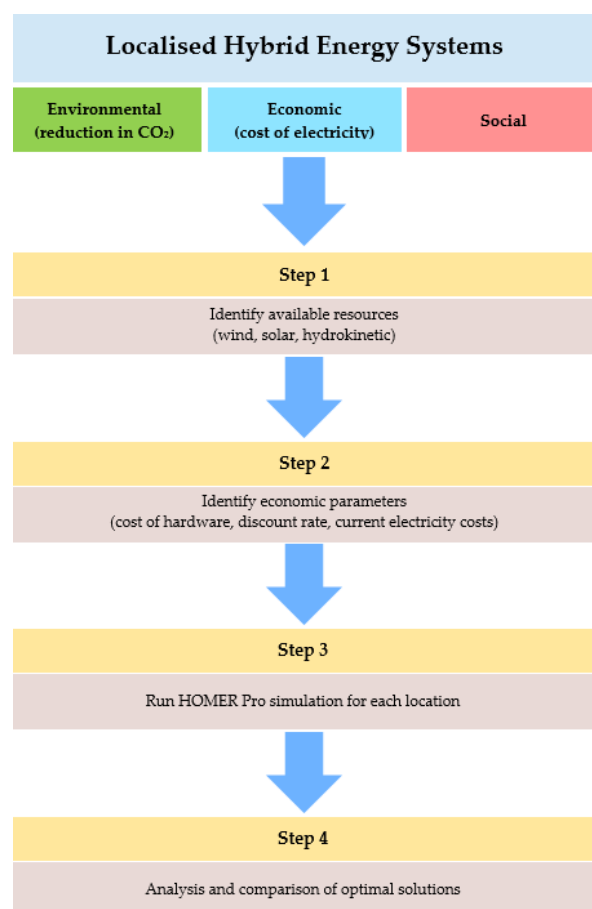 Localised Hybrid Energy Systems
Environmental
(reduction in CO₂)
Economic
(cost of electricity)
Social
Step 1
Identify available resources
(wind, solar, hydrokinetic)
Step 2
Identify economic parameters
(cost of hardware, discount rate, current electricity costs)
Step 3
Run HOMER Pro simulation for each location
Step 4
Analysis and comparison of optimal solutions